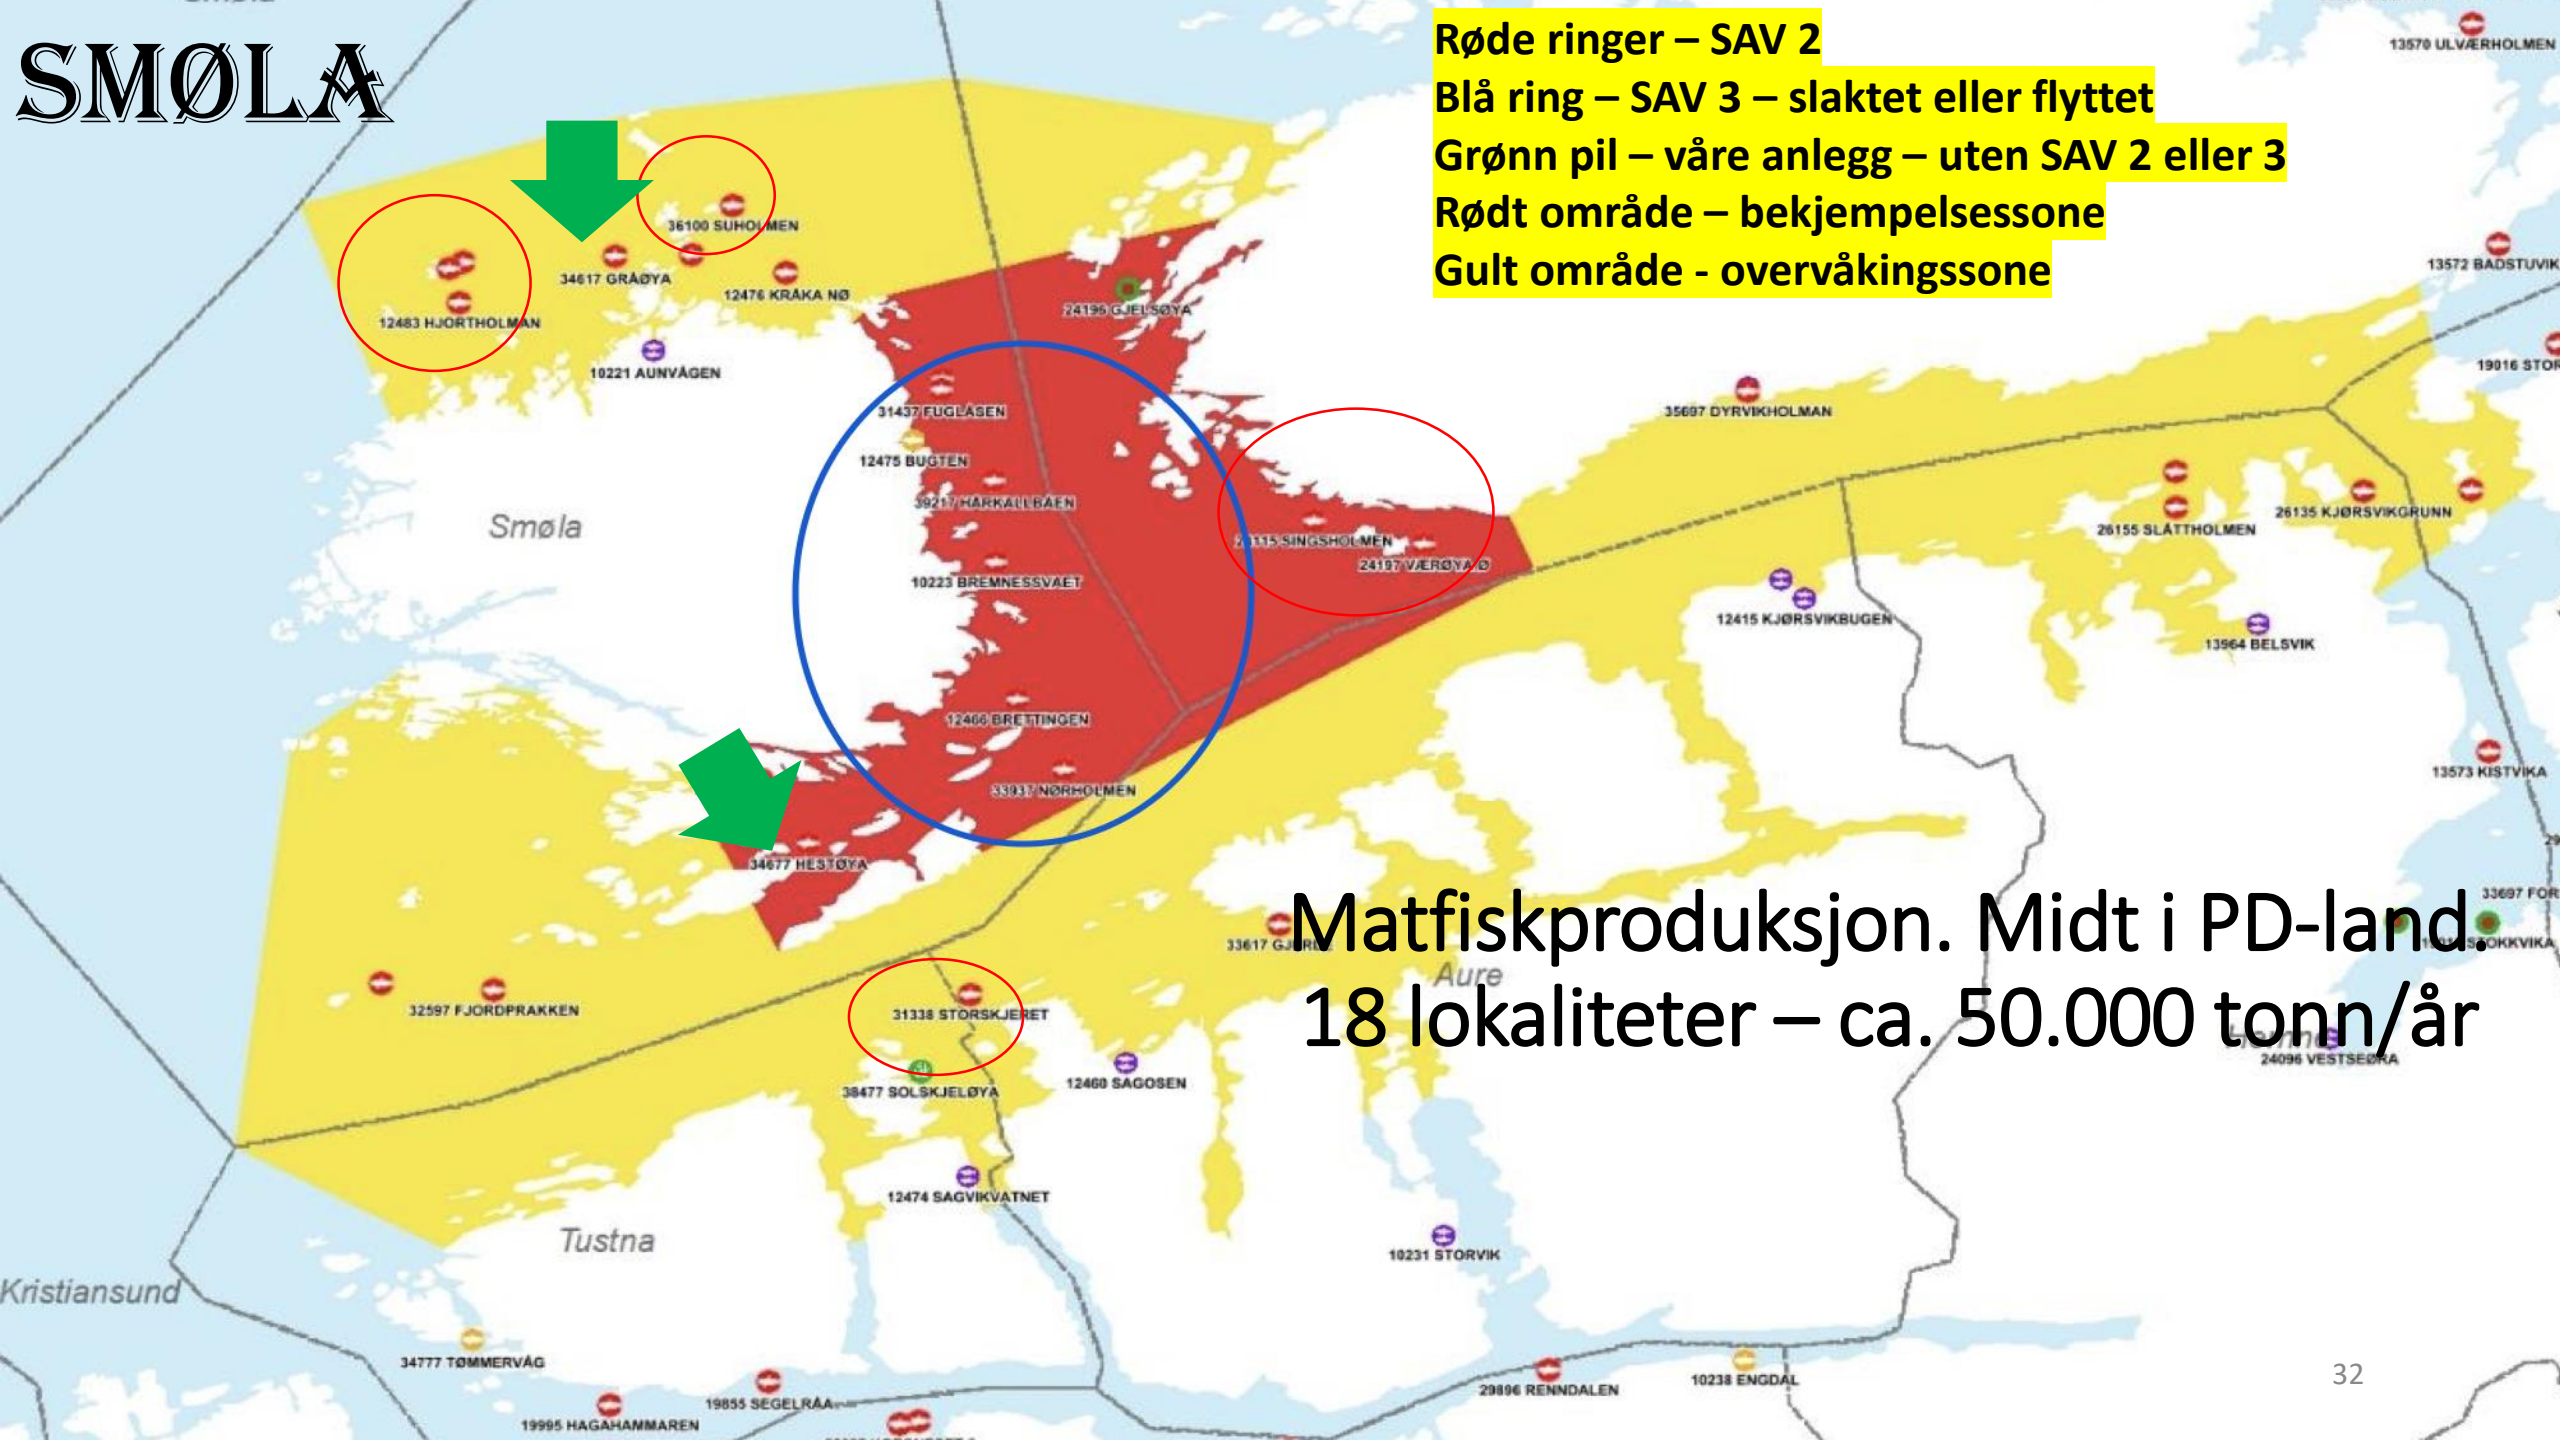 SMØLA
Røde ringer – SAV 2
Blå ring – SAV 3 – slaktet eller flyttet
Grønn pil – våre anlegg – uten SAV 2 eller 3
Rødt område – bekjempelsessone
Gult område - overvåkingssone
13570 ULVÆRHOLMEN
13572 BADSTUVIK
36100 SUHOLMEN
34617 GRÅØYA
12476 KRÅKA NØ
12483 HJORTHOLMAN
24196 GJELSØYA
10221 AUNVÅGEN
31437 FUGLÅSEN
35697 DYRVIKHOLMAN
12475 BUGTEN
39217 HARKALLBÅEN
Smøla
26155 SLÅTTHOLMEN
26135 KJØRSVIKGRUNN
SINGSHOLMEN
24197 VÆRØYA Ø
10223 BREMNESSVAET
12415 KJØRSVIKBUGEN
13964 BELSVIK
12466 BRETTINGEN
33937 NØRHOLMEN
13573 KISTVIKA
34677 HESTØYA
Matfiskproduksjon. Midt i PD-land.
18 lokaliteter – ca. 50.000 tonn/år
33617
Aure
32597 FJORDPRAKKEN
31338 STORSKJERET
38477 SOLSKJELØYA
12460 SAGOSEN
24096 VESTSEØRA
12474 SAGVIKVATNET
Tustna
10231 STORVIK
Kristiansund
34777 TØMMERVÅG
19855 SEGELRÅA
19995 HAGAHAMMAREN
29896 RENNDALEN
10238 ENGDAL
32